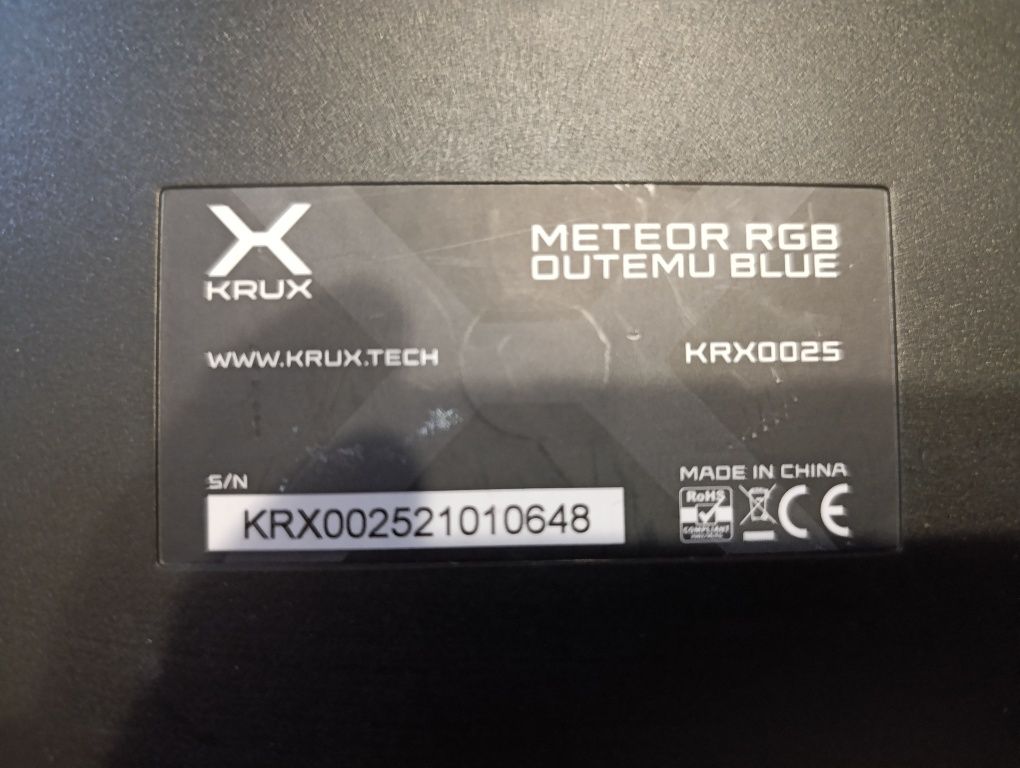 KRUX
METEOR RGB
OUTEMU BLUE
WWW.KRUX.TECH
KRX0025
S/N
KRX002521010648
MADE IN CHINA
RoHS
COMPLIANT
CE